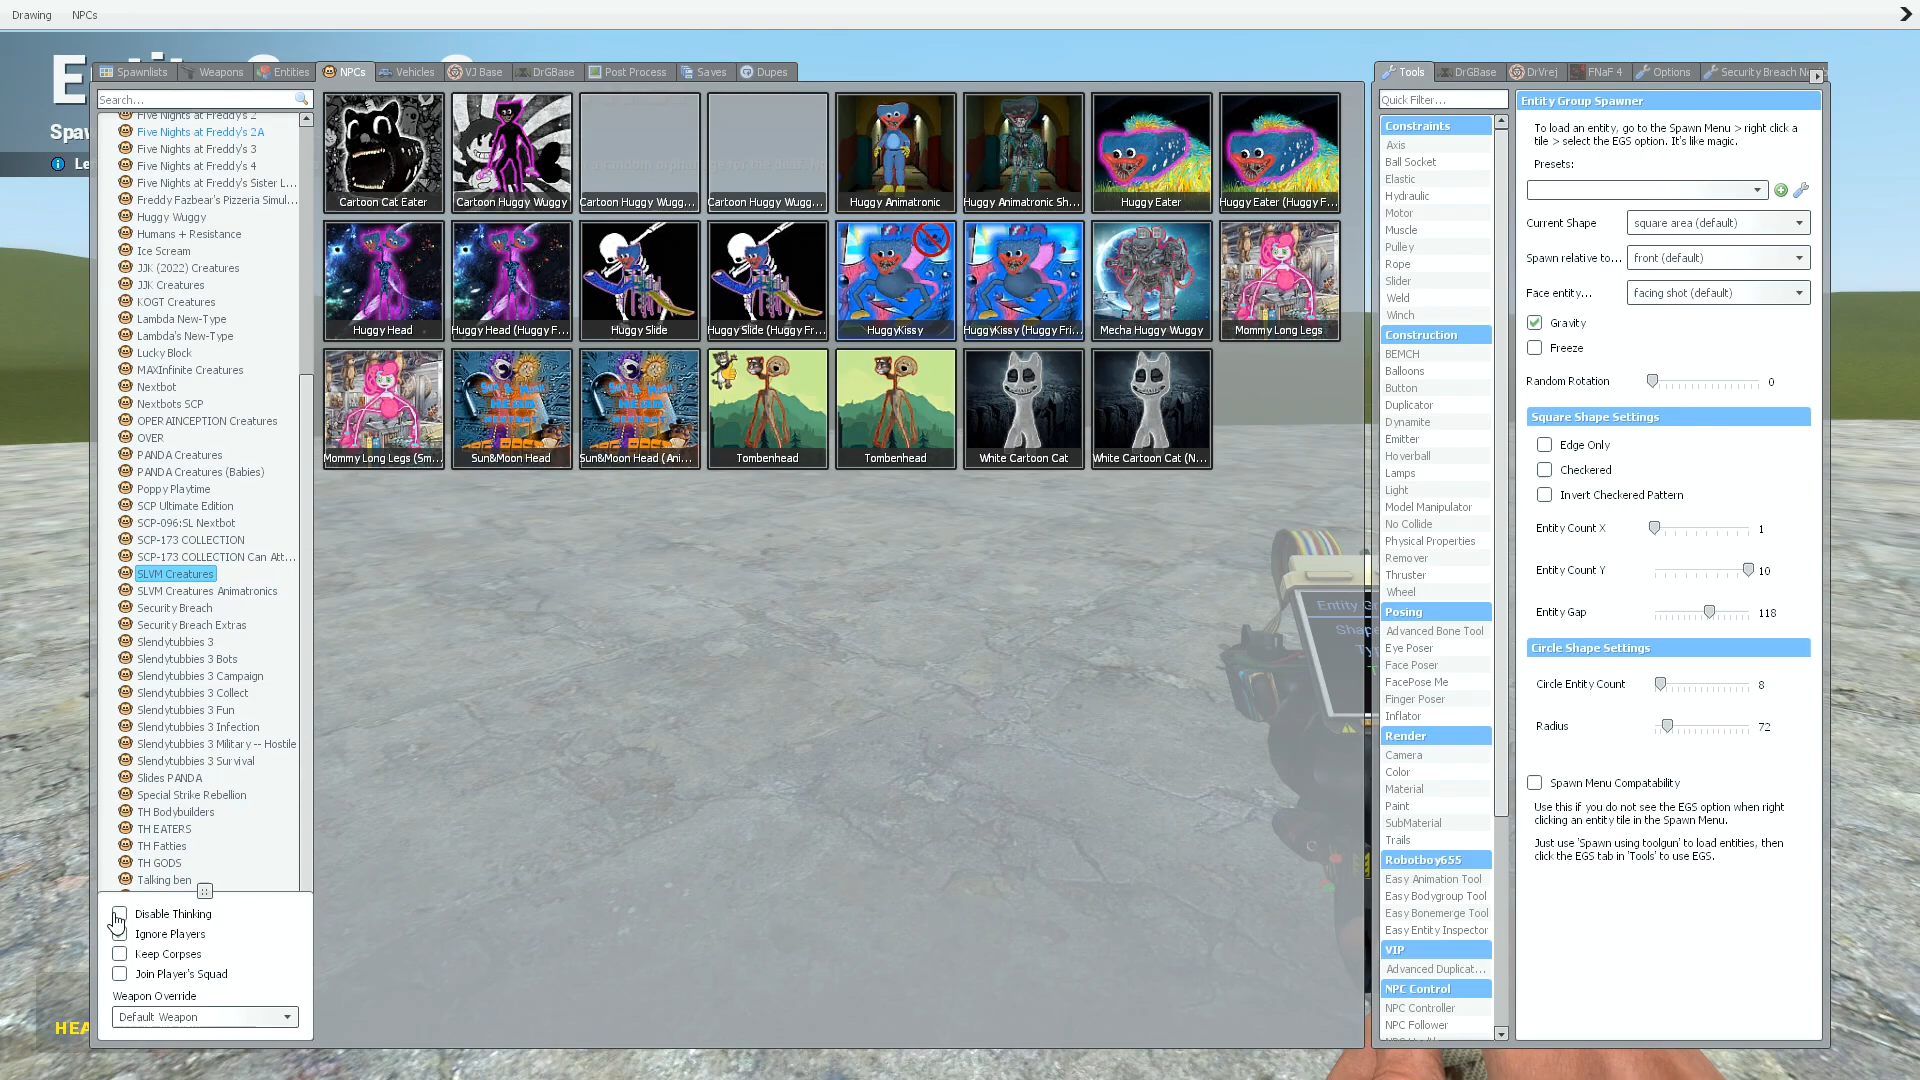 Drawing NPCs
Spawnlists Weapons Entities NPCs Vehicles VJ Base DrGBase Post Process Saves Dupes
Search...
Five Nights at Freddy's 2
Five Nights at Freddy's 2A
Five Nights at Freddy's 3
Five Nights at Freddy's 4
Five Nights at Freddy's Sister L...
Freddy Fazbear's Pizzeria Simul...
Huggy Wuggy
Humans + Resistance
Ice Scream
JJK (2022) Creatures
JJK Creatures
KOGT Creatures
Lambda New-Type
Lambda's New-Type
Lucky Block
MAXInfinite Creatures
Nextbot
Nextbots SCP
OPERAINCEPTION Creatures
OVER
PANDA Creatures
PANDA Creatures (Babies)
Poppy Playtime
SCP Ultimate Edition
SCP-096:SL Nextbot
SCP-173 COLLECTION
SCP-173 COLLECTION Can Att...
SLVM Creatures
SLVM Creatures Animatronics
Security Breach
Security Breach Extras
Slendytubbies 3
Slendytubbies 3 Bots
Slendytubbies 3 Campaign
Slendytubbies 3 Collect
Slendytubbies 3 Fun
Slendytubbies 3 Infection
Slendytubbies 3 Military -- Hostile
Slendytubbies 3 Survival
Slides PANDA
Special Strike Rebellion
TH Bodybuilders
TH EATERS
TH Fatties
TH GODS
Talking ben
Disable Thinking
Ignore Players
Keep Corpses
Join Player's Squad
Weapon Override
Default Weapon
HEA
Cartoon Cat Eater
Cartoon Huggy Wuggy
Cartoon Huggy Wugg...
Cartoon Huggy Wugg...
Huggy Animatronic
Huggy Animatronic Sh...
Huggy Eater
Huggy Eater (Huggy F...
Huggy Head
Huggy Head (Huggy F...
Huggy Slide
Huggy Slide (Huggy Fr...
HuggyKissy
HuggyKissy (Huggy Fri...
Mecha Huggy Wuggy
Mommy Long Legs
Mommy Long Legs (Sm...
Sun&Moon Head
Sun&Moon Head (Ani...
Tombenhead
Tombenhead
White Cartoon Cat
White Cartoon Cat (N...
Tools DrGBase DrVrej FNaF 4 Options Security Breach
Quick Filter...
Constraints
Axis
Ball Socket
Elastic
Hydraulic
Motor
Muscle
Pulley
Rope
Slider
Weld
Winch
Construction
BEMCH
Balloons
Button
Duplicator
Dynamite
Emitter
Hoverball
Lamps
Light
Model Manipulator
No Collide
Physical Properties
Remover
Thruster
Wheel
Posing
Advanced Bone Tool
Eye Poser
Face Poser
FacePose Me
Finger Poser
Inflator
Render
Camera
Color
Material
Paint
SubMaterial
Trails
Robotboy655
Easy Animation Tool
Easy Bodygroup Tool
Easy Bonemerge Tool
Easy Entity Inspector
VIP
Advanced Duplicat...
NPC Control
NPC Controller
NPC Follower
Entity Group Spawner
To load an entity, go to the Spawn Menu > right click a
tile > select the EGS option. It's like magic.
Presets:
Current Shape square area (default)
Spawn relative to... front (default)
Face entity... facing shot (default)
Gravity
Freeze
Random Rotation 0
Square Shape Settings
Edge Only
Checkered
Invert Checkered Pattern
Entity Count X 1
Entity Count Y 10
Entity Gap 118
Circle Shape Settings
Circle Entity Count 8
Radius 72
Spawn Menu Compatability
Use this if you do not see the EGS option when right
clicking an entity tile in the Spawn Menu.
Just use 'Spawn using toolgun' to load entities, then
click the EGS tab in 'Tools' to use EGS.